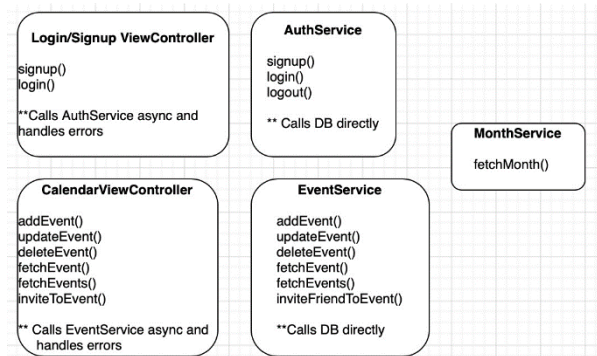 Login/Signup ViewController
signup()
login()
**Calls AuthService async and
handles errors
AuthService
signup()
login()
logout()
** Calls DB directly
MonthService
fetchMonth()
CalendarViewController
addEvent()
updateEvent()
deleteEvent()
fetchEvent()
fetchEvents()
inviteToEvent()
** Calls EventService async and
handles errors
EventService
addEvent()
updateEvent()
deleteEvent()
fetchEvent()
fetchEvents()
inviteFriendToEvent()
**Calls DB directly